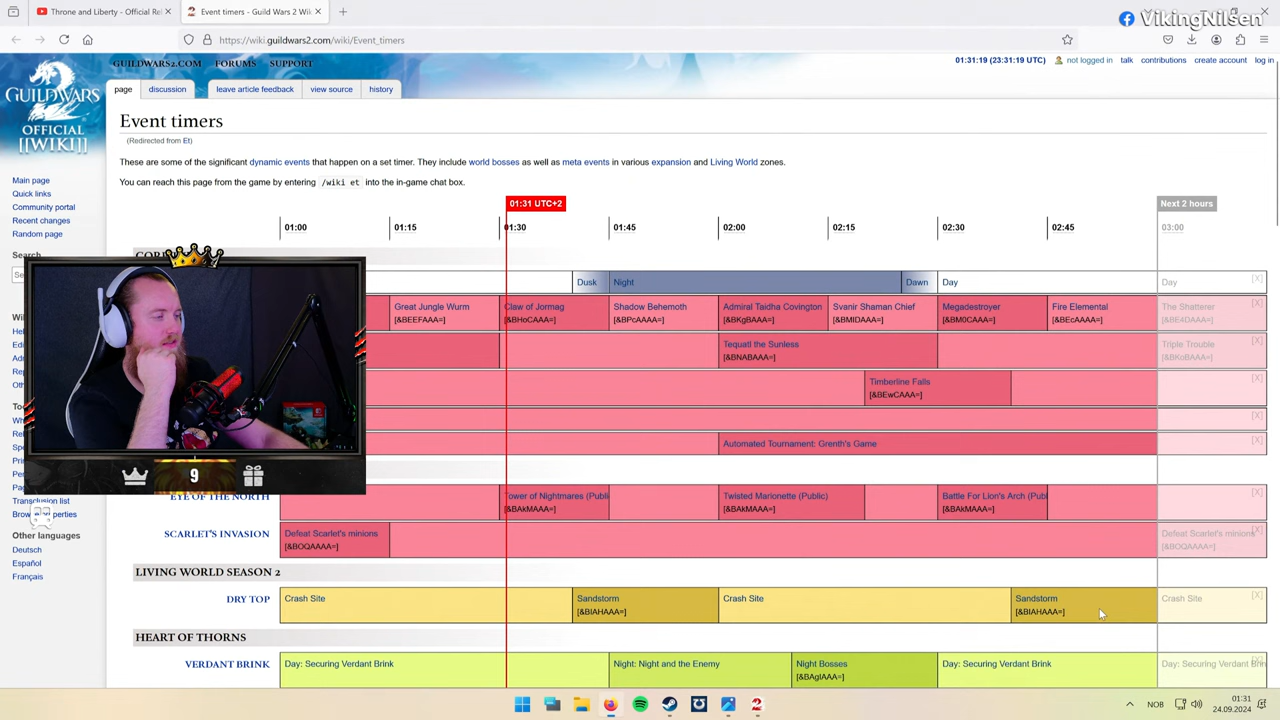 Throne and Liberty - Official Rel
Event timers - Guild Wars 2 Wi
VikingNilsen
https://wiki.guildwars2.com/wiki/Event_timers
GUILDWARS2.COM FORUMS SUPPORT
01:31:19 (23:31:19 UTC) not logged in talk contributions create account log in
GUILDWARS
OFFICIAL
[[WIKI]]
page discussion leave article feedback view source history
Event timers
(Redirected from Et)
These are some of the significant dynamic events that happen on a set timer. They include world bosses as well as meta events in various expansion and Living World zones.
You can reach this page from the game by entering /wiki et into the in-game chat box.
Main page
Quick links
Community portal
Recent changes
Random page
Search
01:31 UTC+2 Next 2 hours
01:00 01:15 01:30 01:45 02:00 02:15 02:30 02:45 03:00
Dusk Night Dawn Day Day [X]
Great Jungle Wurm Claw of Jormag Shadow Behemoth Admiral Taidha Covington Svanir Shaman Chief Megadestroyer Fire Elemental The Shatterer [X]
[&BEEFAAA=] [&BHoCAAA=] [&BPcAAAA=] [&BKgBAAA=] [&BMIDAAA=] [&BM0CAAA=] [&BEcAAAA=] [&BE4DAAA=]
Tequatl the Sunless Triple Trouble [X]
[&BNABAAA=] [&BKoBAAA=]
Timberline Falls [X]
[&BEwCAAA=]
[X]
Automated Tournament: Grenth's Game [X]
9
EYE OF THE NORTH Tower of Nightmares (Publi Twisted Marionette (Public) Battle For Lion's Arch (Publ [X]
[&BAkMAAA=] [&BAkMAAA=] [&BAkMAAA=]
SCARLET'S INVASION Defeat Scarlet's minions Defeat Scarlet's minions [X]
[&BOQAAAA=] [&BOQAAAA=]
Transclusion list
Other languages
Deutsch
Español
Français
LIVING WORLD SEASON 2
DRY TOP Crash Site Sandstorm Crash Site Sandstorm Crash Site [X]
[&BIAHAAA=] [&BIAHAAA=]
HEART OF THORNS
VERDANT BRINK Day: Securing Verdant Brink Night: Night and the Enemy Night Bosses Day: Securing Verdant Brink Day: Securing Verdant Brin
[&BAgIAAA=]
NOB 01:31
24.09.2024